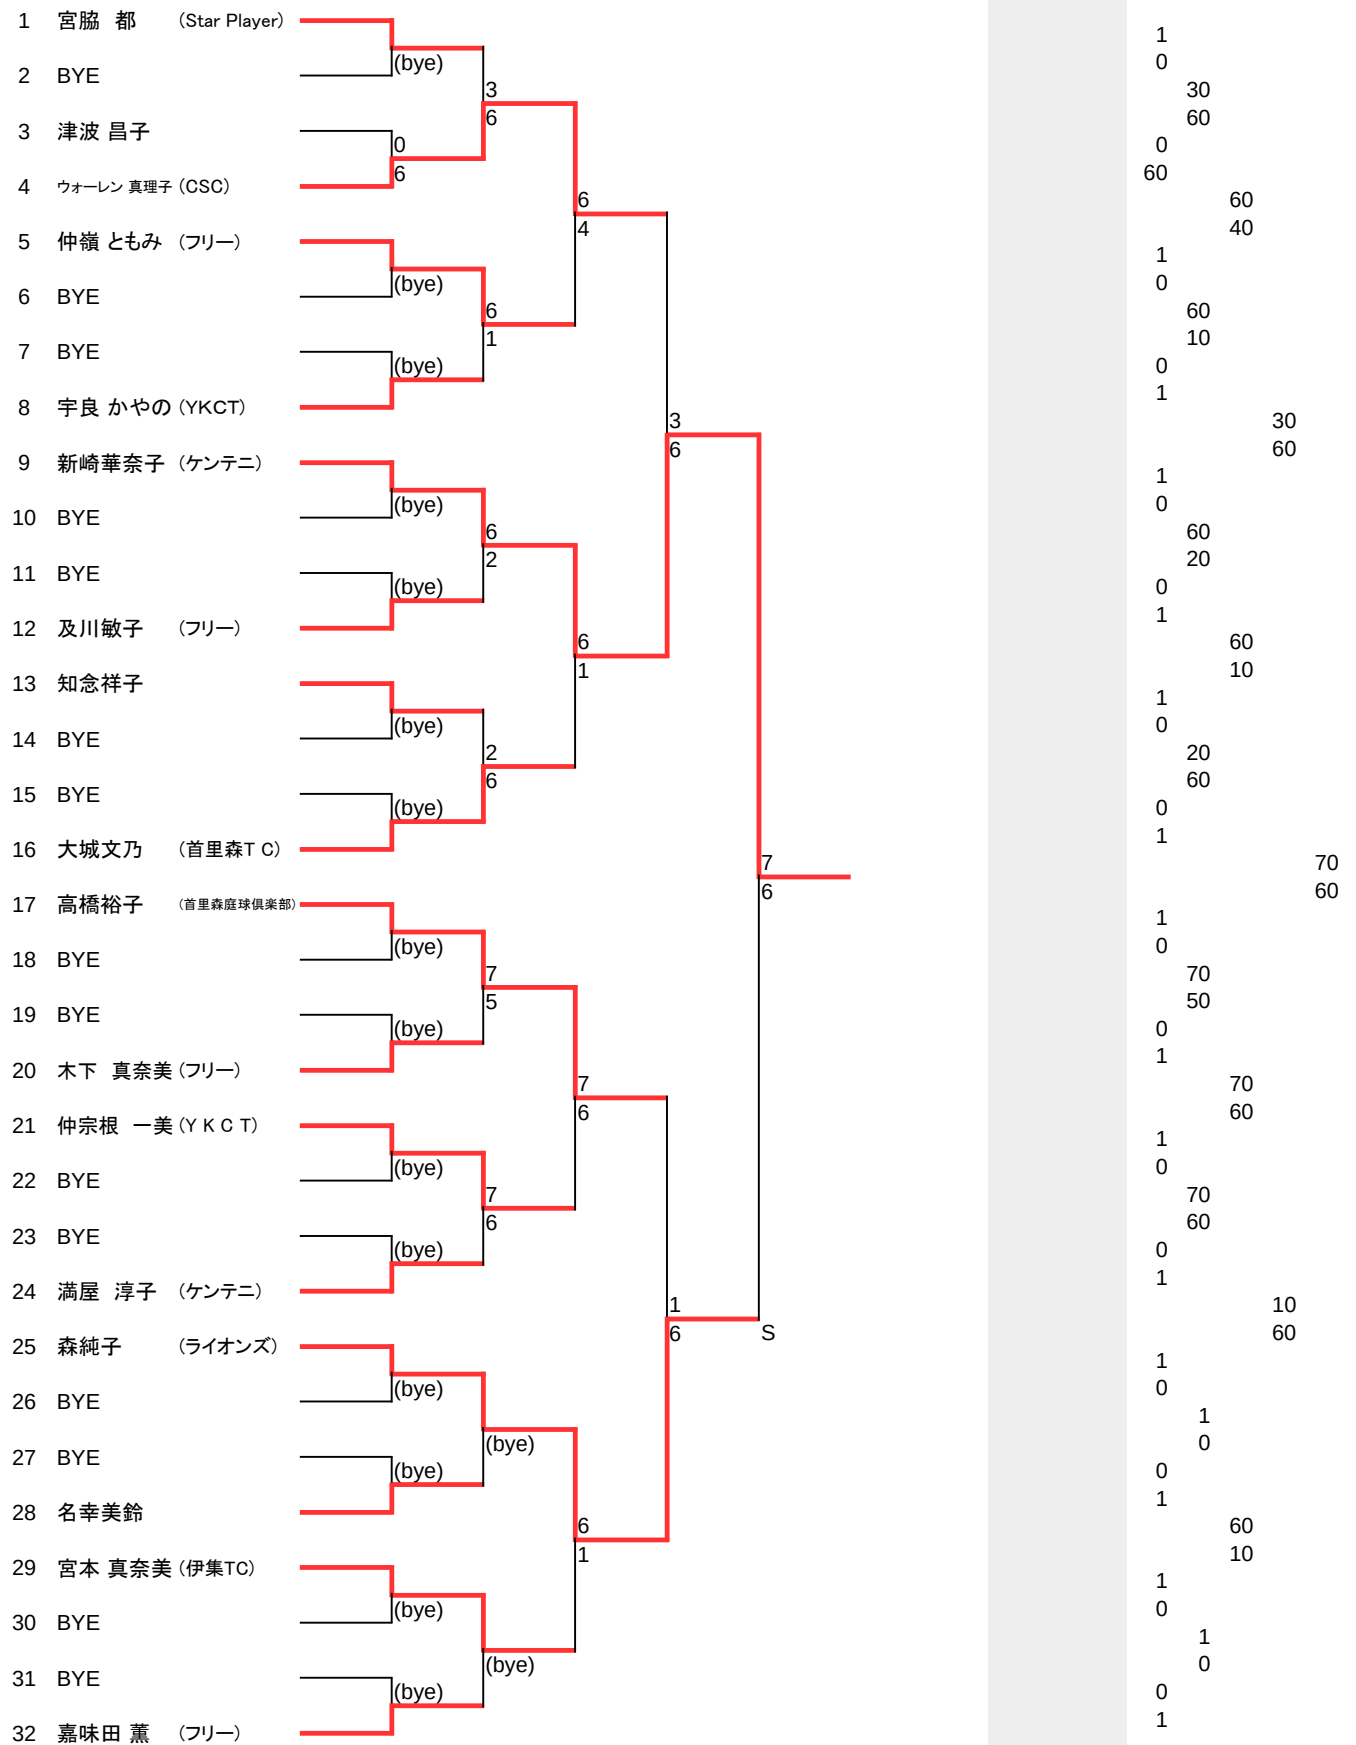 1 宮脇 都 (Star Player)
1
(bye)
0
2 BYE
3
30
6
60
3 津波 昌子
0
0
6
60
4 ウォーレン 真理子 (CSC)
6
60
4
40
5 仲嶺 ともみ (フリー)
1
(bye)
0
6 BYE
6
60
1
10
7 BYE
(bye)
0
1
8 宇良 かやの (YKCT)
3
30
6
60
9 新崎華奈子 (ケンテニ)
1
(bye)
0
10 BYE
6
60
2
20
11 BYE
(bye)
0
1
12 及川敏子 (フリー)
6
60
1
10
13 知念祥子
1
(bye)
0
14 BYE
2
20
6
60
15 BYE
(bye)
0
1
16 大城文乃 (首里森T C)
7
70
6
60
17 高橋裕子 (首里森庭球倶楽部)
1
(bye)
0
18 BYE
7
70
5
50
19 BYE
(bye)
0
1
20 木下 真奈美 (フリー)
7
70
6
60
21 仲宗根 一美 (Y K C T)
1
(bye)
0
22 BYE
7
70
6
60
23 BYE
(bye)
0
1
24 満屋 淳子 (ケンテニ)
1
10
6
S
60
25 森純子 (ライオンズ)
1
(bye)
0
26 BYE
1
(bye)
0
27 BYE
(bye)
0
1
28 名幸美鈴
6
60
1
10
29 宮本 真奈美 (伊集TC)
1
(bye)
0
30 BYE
1
(bye)
0
31 BYE
(bye)
0
1
32 嘉味田 薫 (フリー)